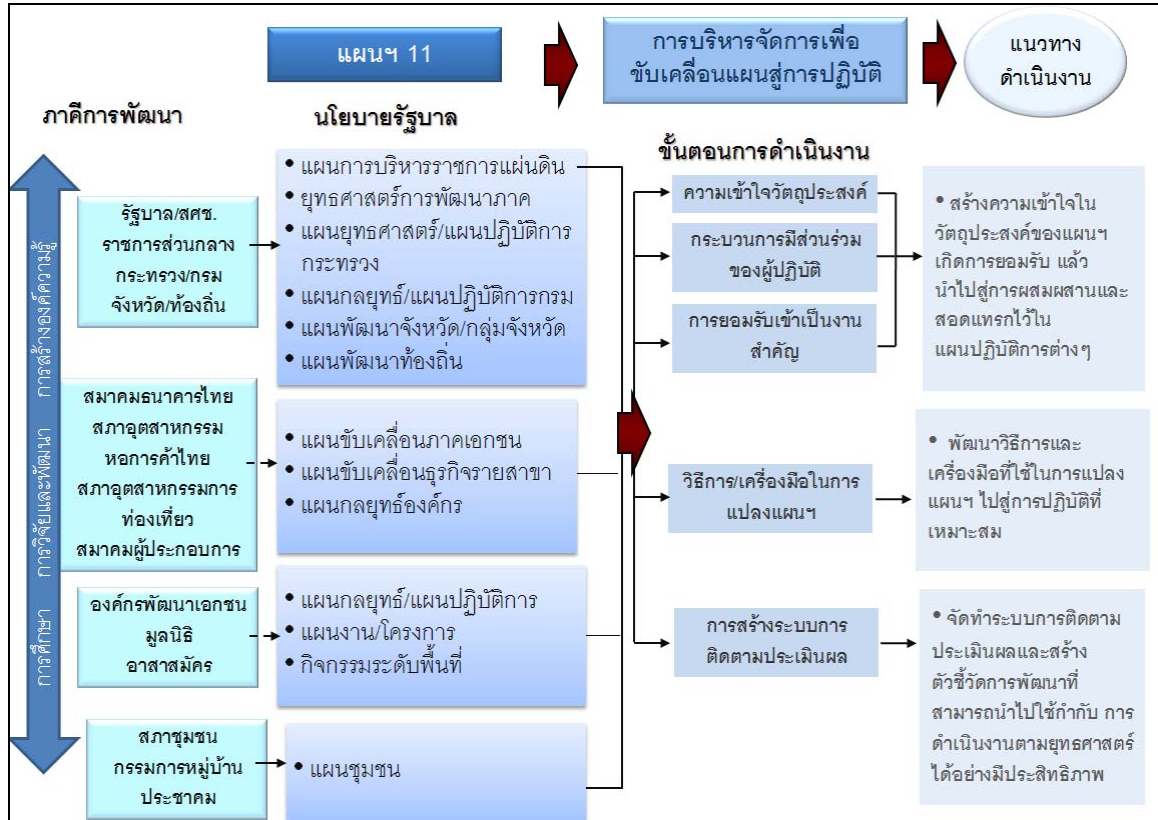 แผนฯ 11
การบริหารจัดการเพื่อ
ขับเคลื่อนแผนสู่การปฏิบัติ
แนวทาง
ดำเนินงาน
ภาคีการพัฒนา
นโยบายรัฐบาล
ขั้นตอนการดำเนินงาน
การศึกษา การวิจัยและพัฒนา การสร้างองค์ความรู้
รัฐบาล/สศช.
ราชการส่วนกลาง
กระทรวง/กรม
จังหวัด/ท้องถิ่น
• แผนการบริหารราชการแผ่นดิน
• ยุทธศาสตร์การพัฒนาภาค
• แผนยุทธศาสตร์/แผนปฏิบัติการ
กระทรวง
• แผนกลยุทธ์/แผนปฏิบัติการกรม
• แผนพัฒนาจังหวัด/กลุ่มจังหวัด
• แผนพัฒนาท้องถิ่น
ความเข้าใจวัตถุประสงค์
กระบวนการมีส่วนร่วม
ของผู้ปฏิบัติ
การยอมรับเข้าเป็นงาน
สำคัญ
• สร้างความเข้าใจใน
วัตถุประสงค์ของแผนฯ
เกิดการยอมรับ แล้ว
นำไปสู่การผสมผสานและ
สอดแทรกไว้ใน
แผนปฏิบัติการต่างๆ
สมาคมธนาคารไทย
สภาอุตสาหกรรม
หอการค้าไทย
สภาอุตสาหกรรมการ
ท่องเที่ยว
สมาคมผู้ประกอบการ
• แผนขับเคลื่อนภาคเอกชน
• แผนขับเคลื่อนธุรกิจรายสาขา
• แผนกลยุทธ์องค์กร
วิธีการ/เครื่องมือในการ
แปลงแผนฯ
• พัฒนาวิธีการและ
เครื่องมือที่ใช้ในการแปลง
แผนฯ ไปสู่การปฏิบัติที่
เหมาะสม
องค์กรพัฒนาเอกชน
มูลนิธิ
อาสาสมัคร
• แผนกลยุทธ์/แผนปฏิบัติการ
• แผนงาน/โครงการ
• กิจกรรมระดับพื้นที่
การสร้างระบบการ
ติดตามประเมินผล
• จัดทำระบบการติดตาม
ประเมินผลและสร้าง
ตัวชี้วัดการพัฒนาที่
สามารถนำไปใช้กำกับ การ
ดำเนินงานตามยุทธศาสตร์
ได้อย่างมีประสิทธิภาพ
สภาชุมชน
กรรมการหมู่บ้าน
ประชาคม
• แผนชุมชน